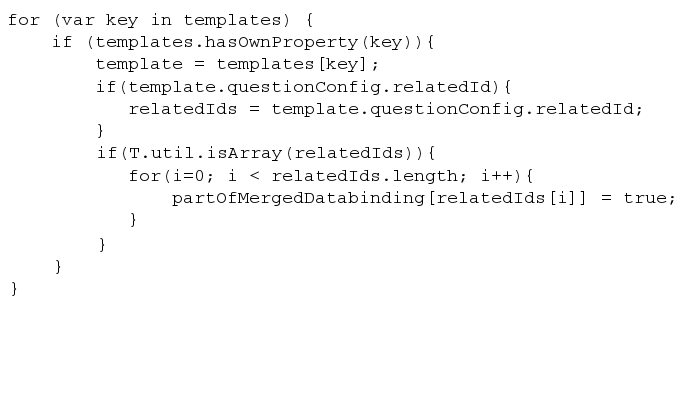 for (var key in templates) {
if (templates.hasOwnProperty(key)){
template = templates[key];
if(template.questionConfig.relatedId){
relatedIds = template.questionConfig.relatedId;
}
if(T.util.isArray(relatedIds)){
for(i=0; i < relatedIds.length; i++){
partOfMergedDatabinding[relatedIds[i]] = true;
}
}
}
}